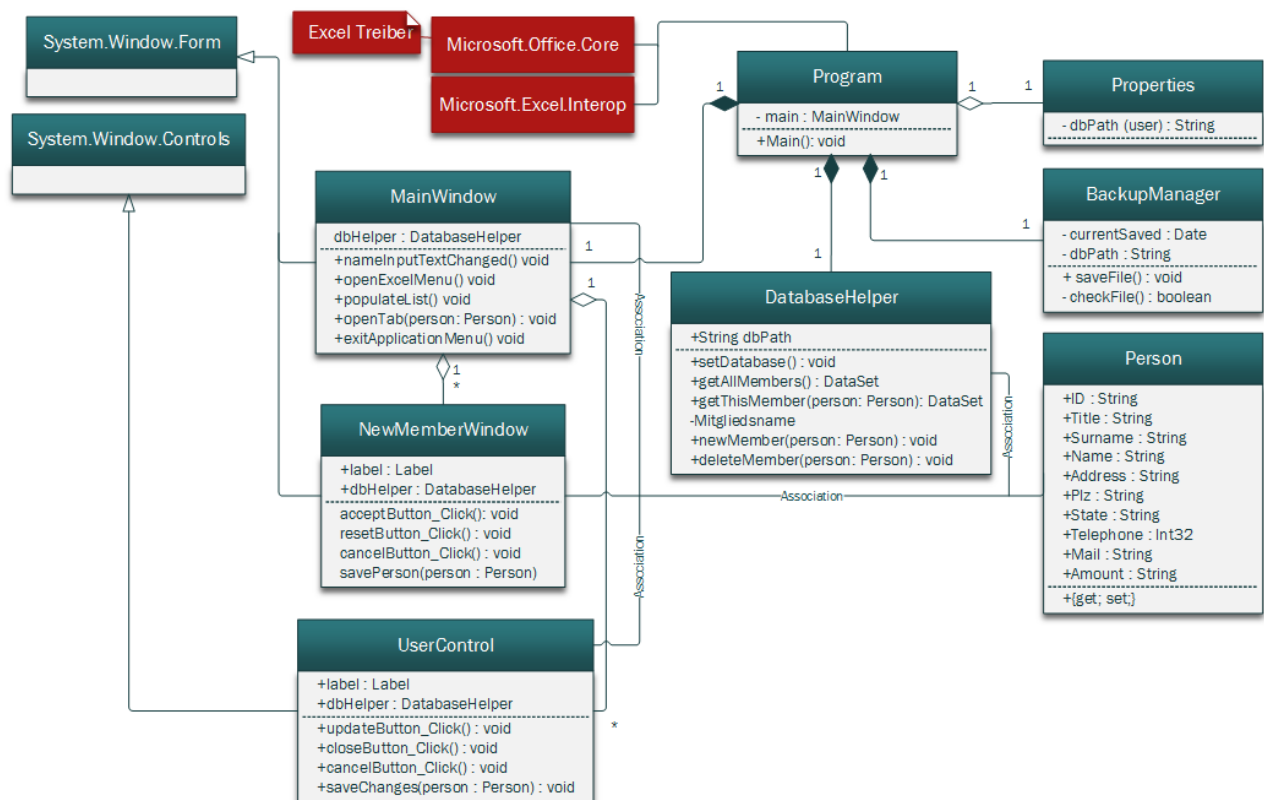 System.Window.Form
System.Window.Controls
Excel Treiber
Microsoft.Office.Core
Microsoft.Excel.Interop
Program
- main : MainWindow
+Main(): void
1
1
1
1
1
1
1
1
Properties
- dbPath (user) : String
BackupManager
- currentSaved : Date
- dbPath : String
+ saveFile() : void
- checkFile() : boolean
MainWindow
dbHelper : DatabaseHelper
+nameInputTextChanged() void
+openExcelMenu() void
+populateList() void
+openTab(person: Person) : void
+exitApplicationMenu() void
1
1
*
Association
DatabaseHelper
+String dbPath
+setDatabase() : void
+getAllMembers() : DataSet
+getThisMember(person: Person): DataSet
-Mitgliedsname
+newMember(person: Person) : void
+deleteMember(person: Person) : void
Association
Person
+ID : String
+Title : String
+Surname : String
+Name : String
+Address : String
+Plz : String
+State : String
+Telephone : Int32
+Mail : String
+Amount : String
+{get; set;}
NewMemberWindow
+label : Label
+dbHelper : DatabaseHelper
acceptButton_Click(): void
resetButton_Click() : void
cancelButton_Click() : void
savePerson(person : Person)
Association
Association
UserControl
+label : Label
+dbHelper : DatabaseHelper
+updateButton_Click() : void
+closeButton_Click() : void
+cancelButton_Click() : void
+saveChanges(person : Person) : void
*